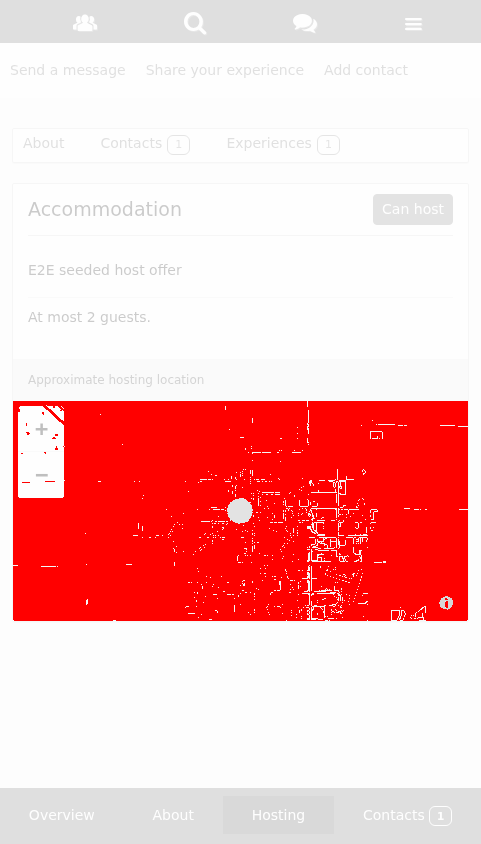 Send a message Share your experience Add contact
About Contacts 1 Experiences 1
Accommodation Can host
E2E seeded host offer
At most 2 guests.
Approximate hosting location
+
−
i
Overview About Hosting Contacts 1